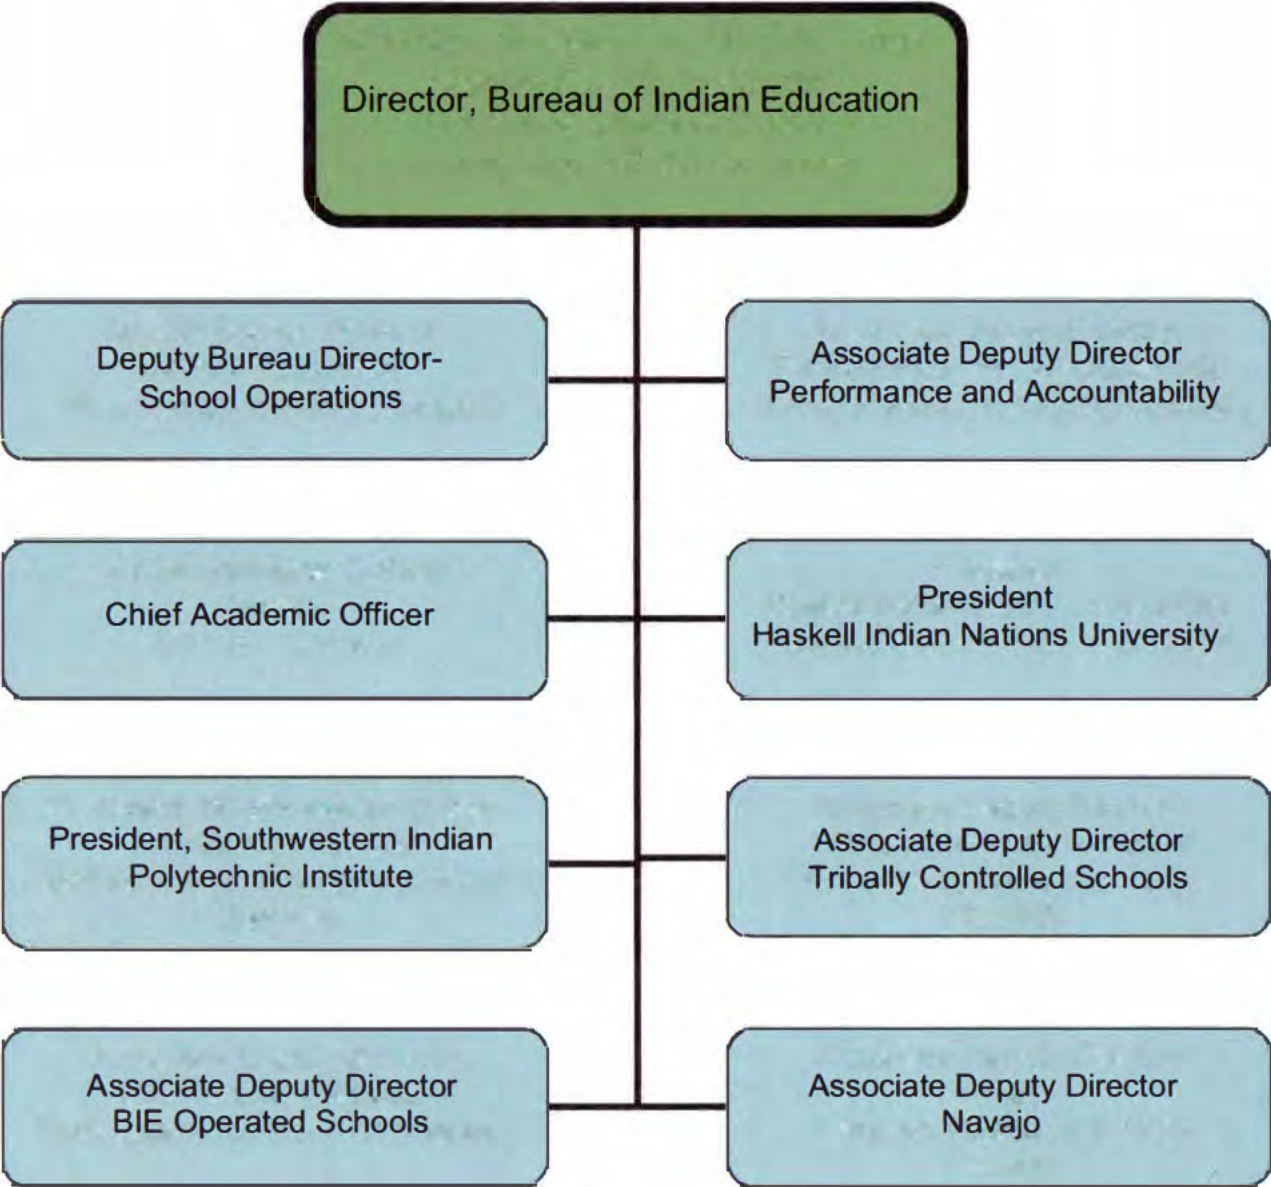 Director, Bureau of Indian Education
Deputy Bureau Director-
School Operations
Associate Deputy Director
Performance and Accountability
Chief Academic Officer
President
Haskell Indian Nations University
President, Southwestern Indian
Polytechnic Institute
Associate Deputy Director
Tribally Controlled Schools
Associate Deputy Director
BIE Operated Schools
Associate Deputy Director
Navajo